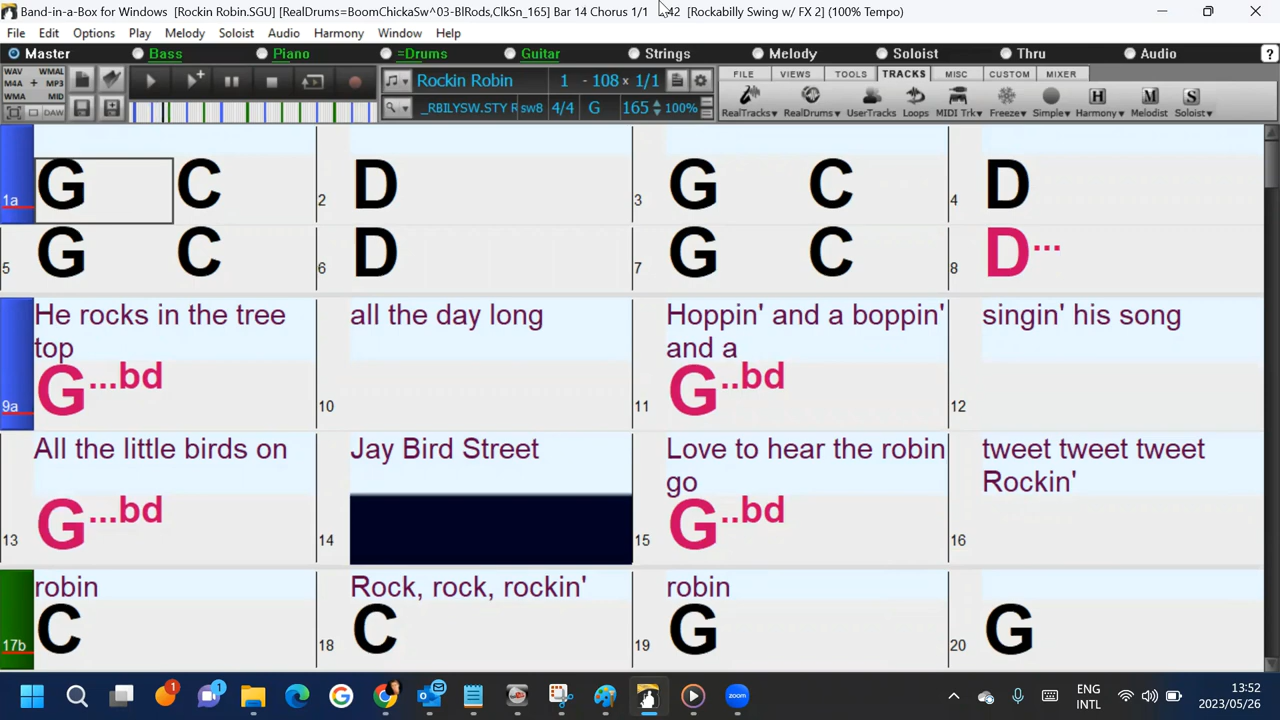 Band-in-a-Box for Windows [Rockin Robin.SGU] [RealDrums=BoomChickaSw^03-BlRods,ClkSn_165] Bar 14 Chorus 1/1 42 [Rockabilly Swing w/ FX 2] (100% Tempo)
File Edit Options Play Melody Soloist Audio Harmony Window Help
Master Bass Piano =Drums Guitar Strings Melody Soloist Thru Audio ?
WAV WMAL M4A + MP3 WMA MID DAW
Rockin Robin 1 - 108 x 1/1
_RBILYSW.STY R sw8 4/4 G 165 100%
FILE VIEWS TOOLS TRACKS MISC CUSTOM MIXER
RealTracks RealDrums UserTracks Loops MIDI Trk Freeze Simple Harmony Melodist Soloist
1a G C 2 D 3 G C 4 D
5 G C 6 D 7 G C 8 D...
He rocks in the tree top all the day long Hoppin' and a boppin' and a singin' his song
9a G...bd 10 11 G..bd 12
All the little birds on Jay Bird Street Love to hear the robin go tweet tweet tweet Rockin'
13 G...bd 14 15 G..bd 16
robin Rock, rock, rockin' robin
17b C 18 C 19 G 20 G
1 1 zoom ENG INTL 13:52 2023/05/26